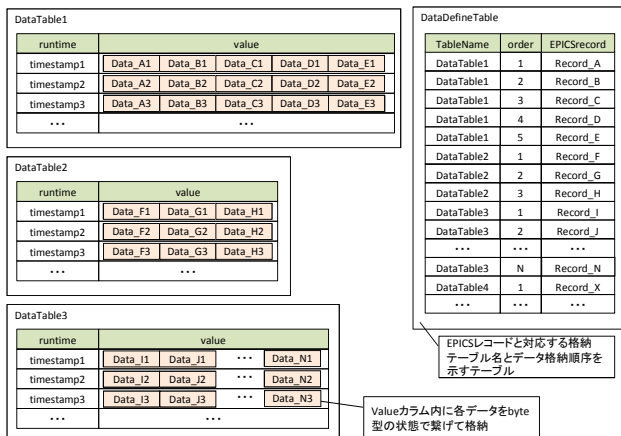 DataTable1
runtime value
timestamp1 Data_A1 Data_B1 Data_C1 Data_D1 Data_E1
timestamp2 Data_A2 Data_B2 Data_C2 Data_D2 Data_E2
timestamp3 Data_A3 Data_B3 Data_C3 Data_D3 Data_E3
... ...
DataTable2
runtime value
timestamp1 Data_F1 Data_G1 Data_H1
timestamp2 Data_F2 Data_G2 Data_H2
timestamp3 Data_F3 Data_G3 Data_H3
... ...
DataTable3
runtime value
timestamp1 Data_I1 Data_J1 ... Data_N1
timestamp2 Data_I2 Data_J2 ... Data_N2
timestamp3 Data_I3 Data_J3 ... Data_N3
... ...
Valueカラム内に各データをbyte
型の状態で繋げて格納
DataDefineTable
TableName order EPICSrecord
DataTable1 1 Record_A
DataTable1 2 Record_B
DataTable1 3 Record_C
DataTable1 4 Record_D
DataTable1 5 Record_E
DataTable2 1 Record_F
DataTable2 2 Record_G
DataTable2 3 Record_H
DataTable3 1 Record_I
DataTable3 2 Record_J
... ... ...
DataTable3 N Record_N
DataTable4 1 Record_X
... ... ...
EPICSレコードと対応する格納
テーブル名とデータ格納順序を
示すテーブル